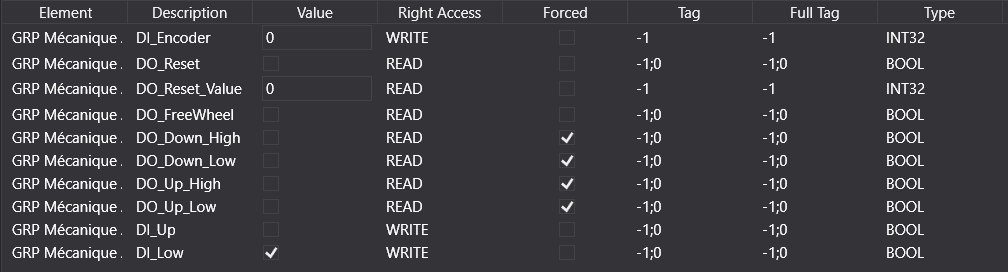 Element Description Value Right Access Forced Tag Full Tag Type
GRP Mécanique . DI_Encoder 0 WRITE -1 -1 INT32
GRP Mécanique . DO_Reset READ -1;0 -1;0 BOOL
GRP Mécanique . DO_Reset_Value 0 READ -1 -1 INT32
GRP Mécanique . DO_FreeWheel READ -1;0 -1;0 BOOL
GRP Mécanique . DO_Down_High READ -1;0 -1;0 BOOL
GRP Mécanique . DO_Down_Low READ -1;0 -1;0 BOOL
GRP Mécanique . DO_Up_High READ -1;0 -1;0 BOOL
GRP Mécanique . DO_Up_Low READ -1;0 -1;0 BOOL
GRP Mécanique . DI_Up WRITE -1;0 -1;0 BOOL
GRP Mécanique . DI_Low WRITE -1;0 -1;0 BOOL